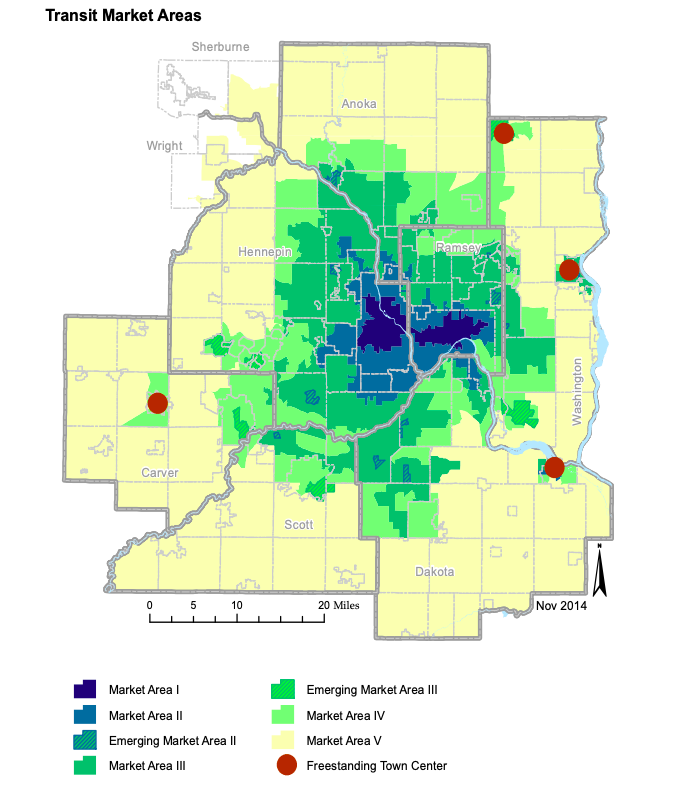 Transit Market Areas
Sherburne
Anoka
Wright
Hennepin
Ramsey
Washington
Carver
Scott
Dakota
N
Nov 2014
0 5 10 20 Miles
Market Area I
Market Area II
Emerging Market Area II
Market Area III
Emerging Market Area III
Market Area IV
Market Area V
Freestanding Town Center